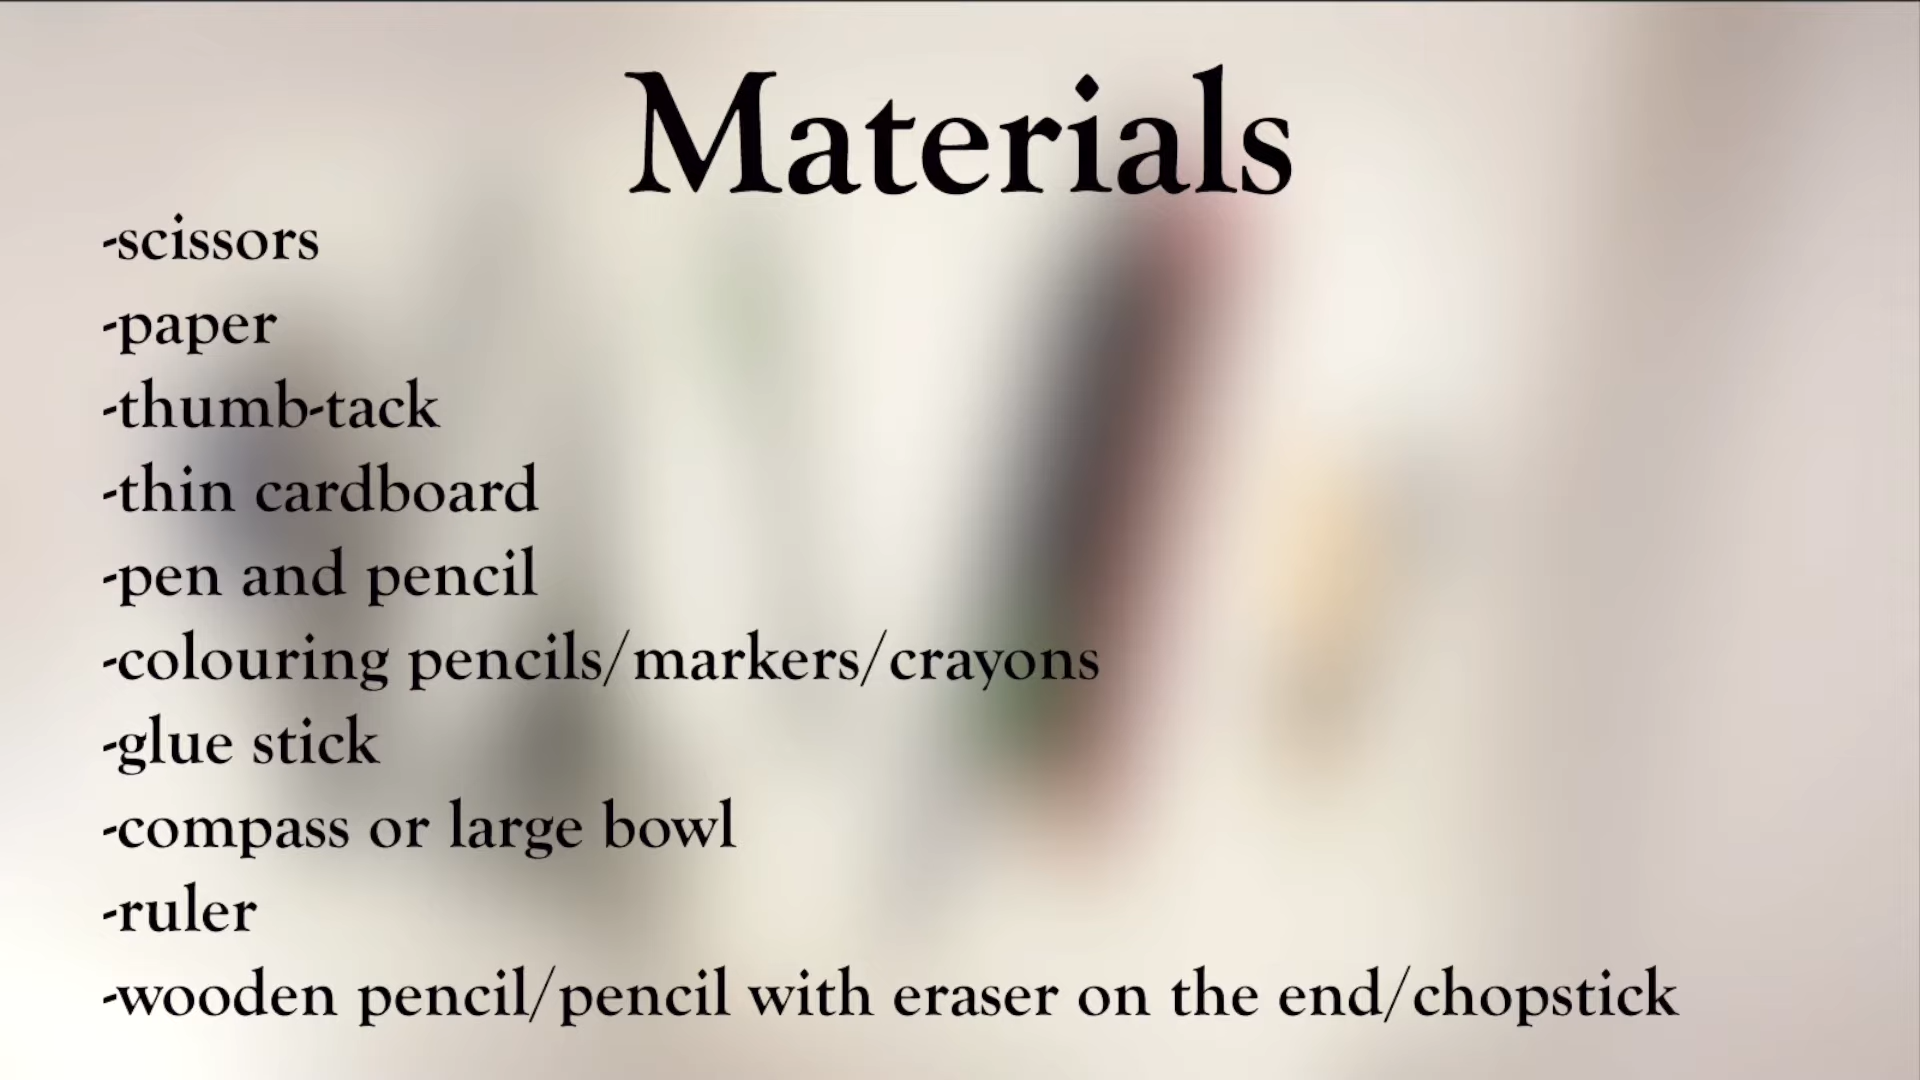 Materials
-scissors
-paper
-thumb-tack
-thin cardboard
-pen and pencil
-colouring pencils/markers/crayons
-glue stick
-compass or large bowl
-ruler
-wooden pencil/pencil with eraser on the end/chopstick